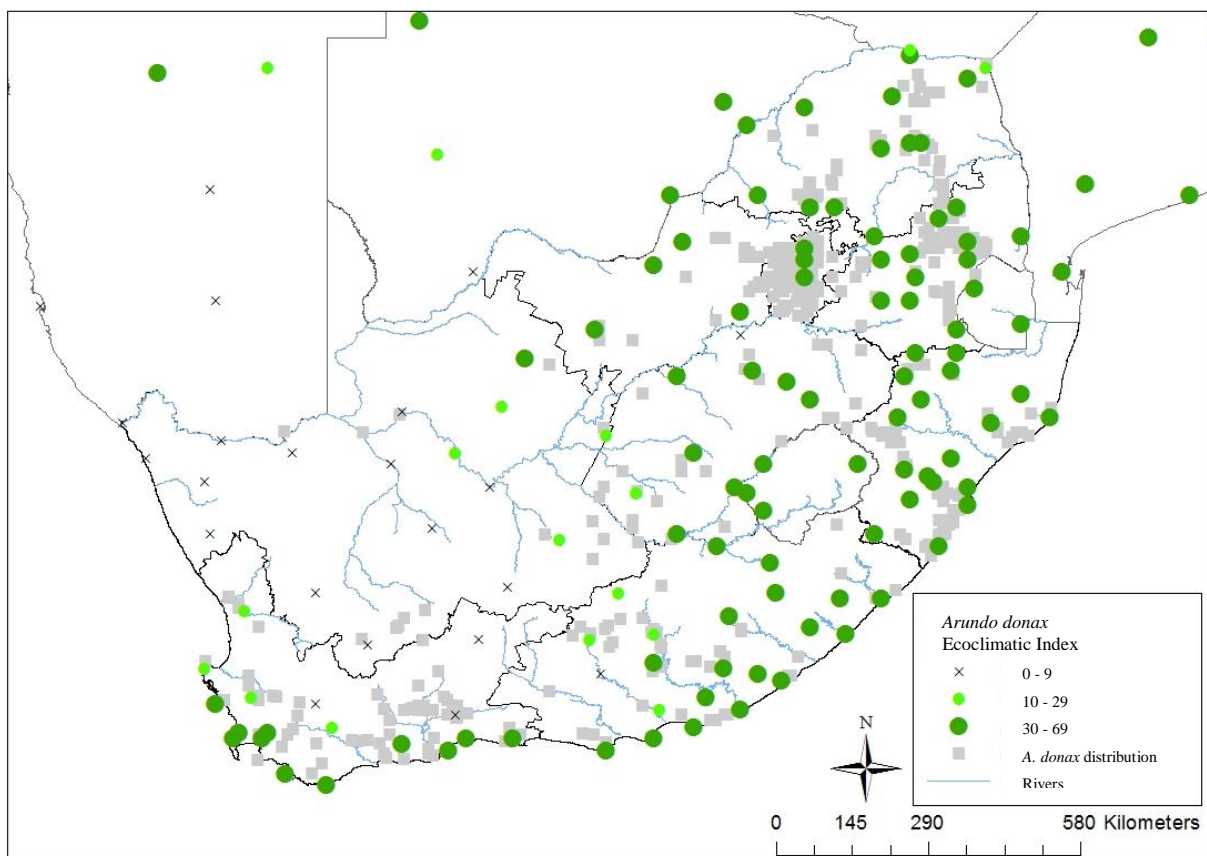 Arundo donax
Ecoclimatic Index
0 - 9
10 - 29
30 - 69
A. donax distribution
Rivers
N
0 145 290 580 Kilometers